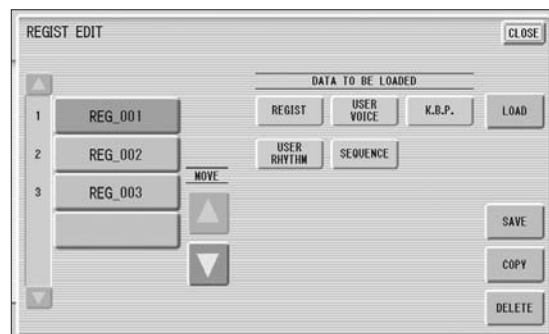 REGIST EDIT
CLOSE
DATA TO BE LOADED
1 REG_001
REGIST
USER
VOICE
K.B.P.
LOAD
2 REG_002
USER
RHYTHM
SEQUENCE
MOVE
3 REG_003
SAVE
COPY
DELETE